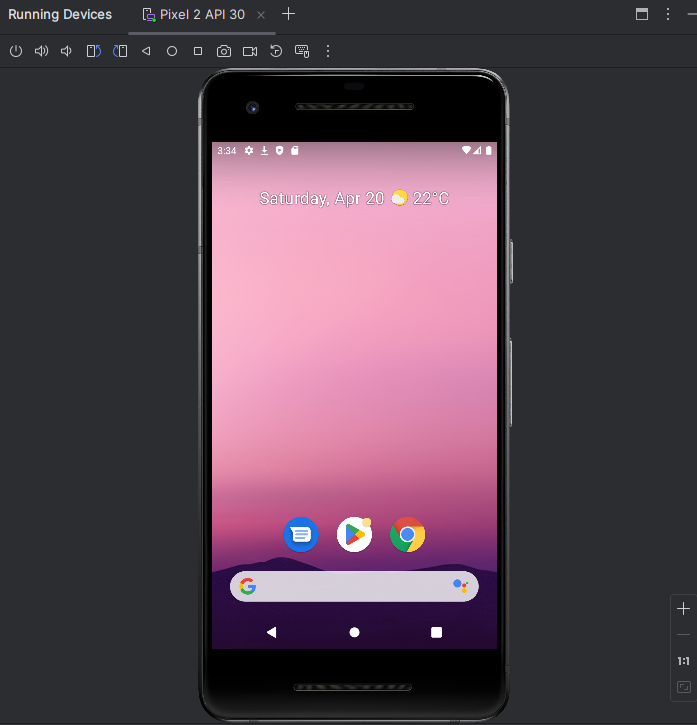 Running Devices
Pixel 2 API 30
3:34
Saturday, Apr 20 22°C
1:1